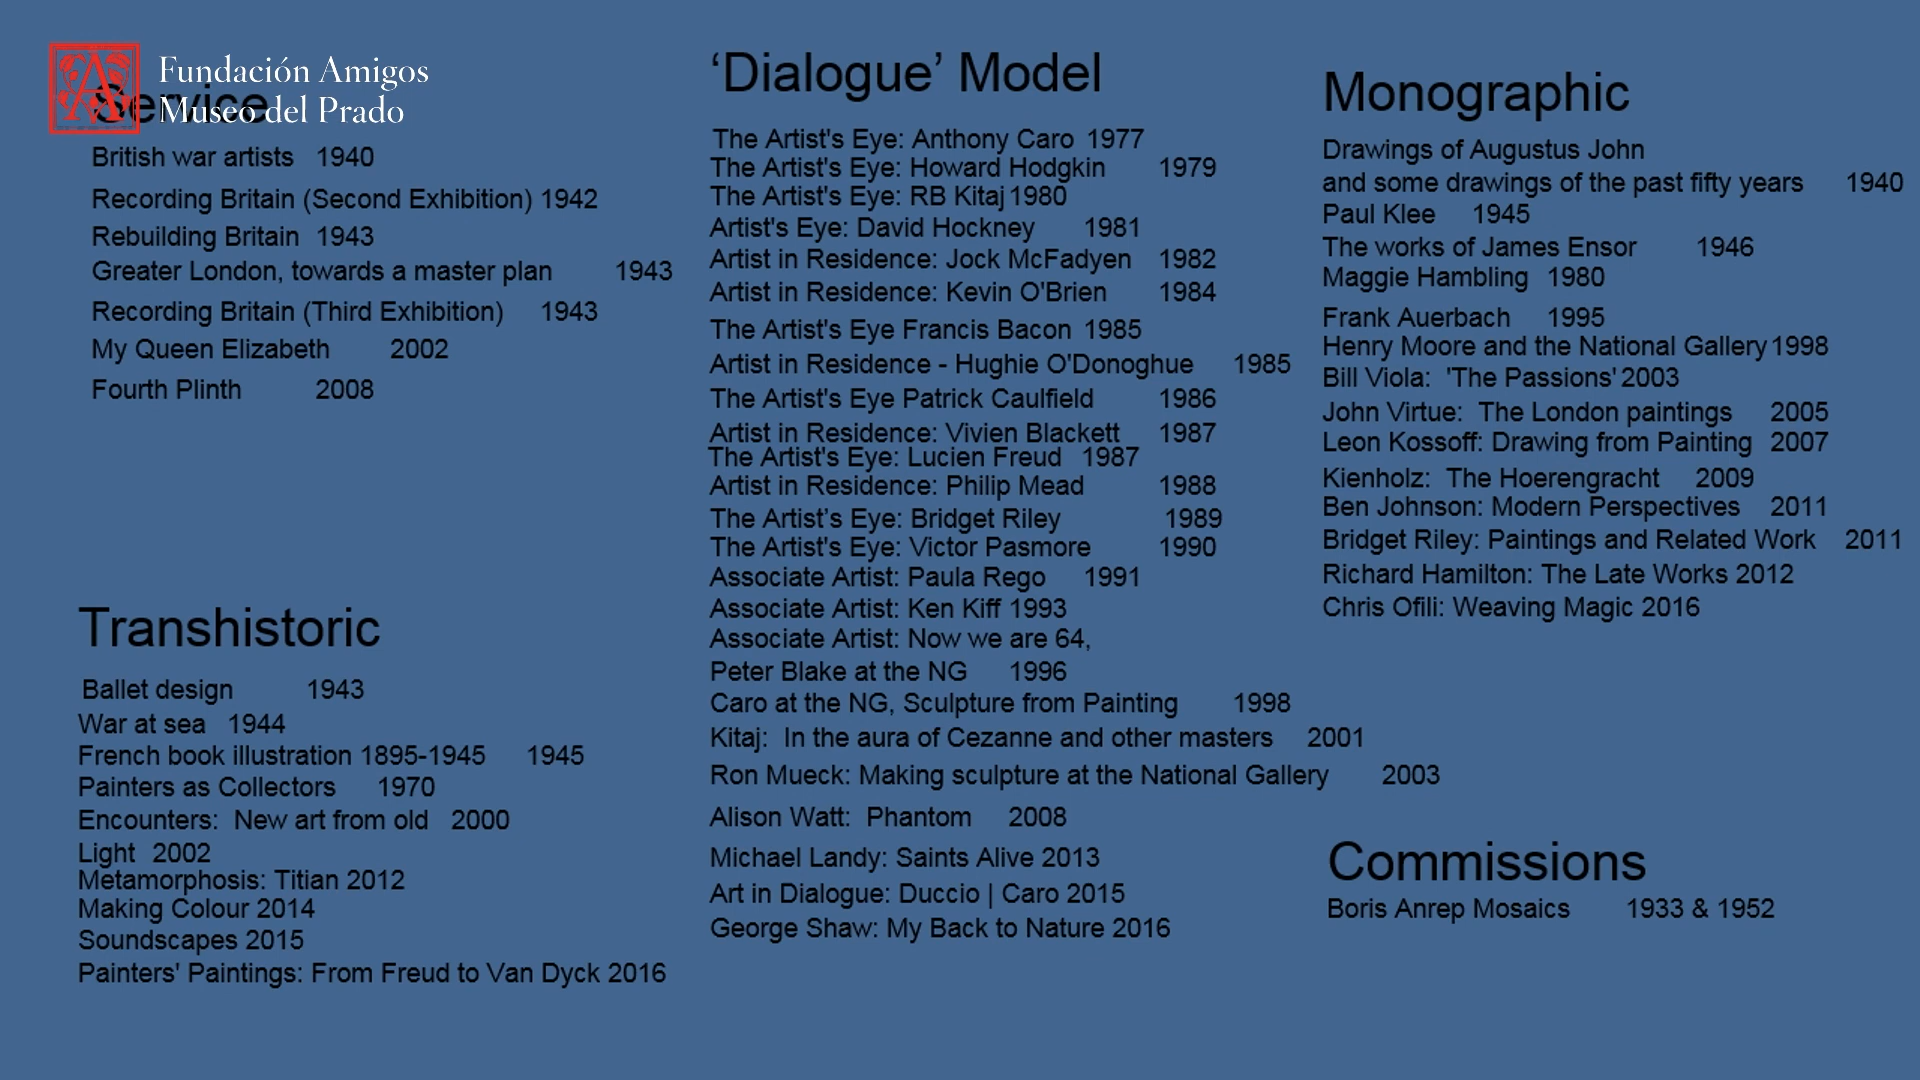 Fundación Amigos
Museo del Prado
Service
British war artists 1940
Recording Britain (Second Exhibition) 1942
Rebuilding Britain 1943
Greater London, towards a master plan 1943
Recording Britain (Third Exhibition) 1943
My Queen Elizabeth 2002
Fourth Plinth 2008
Transhistoric
Ballet design 1943
War at sea 1944
French book illustration 1895-1945 1945
Painters as Collectors 1970
Encounters: New art from old 2000
Light 2002
Metamorphosis: Titian 2012
Making Colour 2014
Soundscapes 2015
Painters' Paintings: From Freud to Van Dyck 2016
‘Dialogue’ Model
The Artist's Eye: Anthony Caro 1977
The Artist's Eye: Howard Hodgkin 1979
The Artist's Eye: RB Kitaj 1980
Artist's Eye: David Hockney 1981
Artist in Residence: Jock McFadyen 1982
Artist in Residence: Kevin O'Brien 1984
The Artist's Eye Francis Bacon 1985
Artist in Residence - Hughie O'Donoghue 1985
The Artist's Eye Patrick Caulfield 1986
Artist in Residence: Vivien Blackett 1987
The Artist's Eye: Lucien Freud 1987
Artist in Residence: Philip Mead 1988
The Artist’s Eye: Bridget Riley 1989
The Artist's Eye: Victor Pasmore 1990
Associate Artist: Paula Rego 1991
Associate Artist: Ken Kiff 1993
Associate Artist: Now we are 64,
Peter Blake at the NG 1996
Caro at the NG, Sculpture from Painting 1998
Kitaj: In the aura of Cezanne and other masters 2001
Ron Mueck: Making sculpture at the National Gallery 2003
Alison Watt: Phantom 2008
Michael Landy: Saints Alive 2013
Art in Dialogue: Duccio | Caro 2015
George Shaw: My Back to Nature 2016
Monographic
Drawings of Augustus John
and some drawings of the past fifty years 1940
Paul Klee 1945
The works of James Ensor 1946
Maggie Hambling 1980
Frank Auerbach 1995
Henry Moore and the National Gallery 1998
Bill Viola: 'The Passions' 2003
John Virtue: The London paintings 2005
Leon Kossoff: Drawing from Painting 2007
Kienholz: The Hoerengracht 2009
Ben Johnson: Modern Perspectives 2011
Bridget Riley: Paintings and Related Work 2011
Richard Hamilton: The Late Works 2012
Chris Ofili: Weaving Magic 2016
Commissions
Boris Anrep Mosaics 1933 & 1952